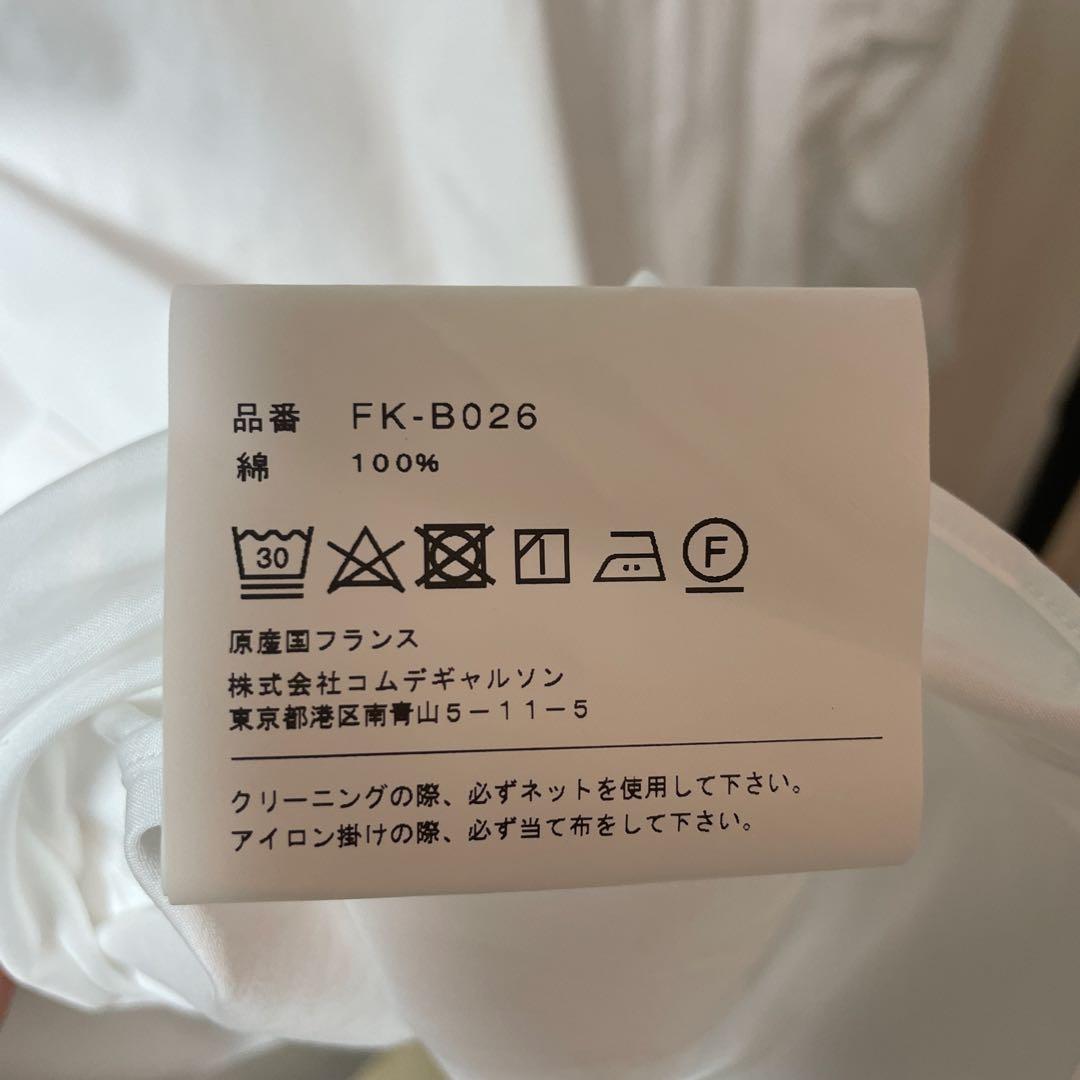 品番 FK-B026
綿 100%
30 F
原産国フランス
株式会社コムデギャルソン
東京都港区南青山5-11-5
クリーニングの際、必ずネットを使用して下さい。
アイロン掛けの際、必ず当て布をして下さい。